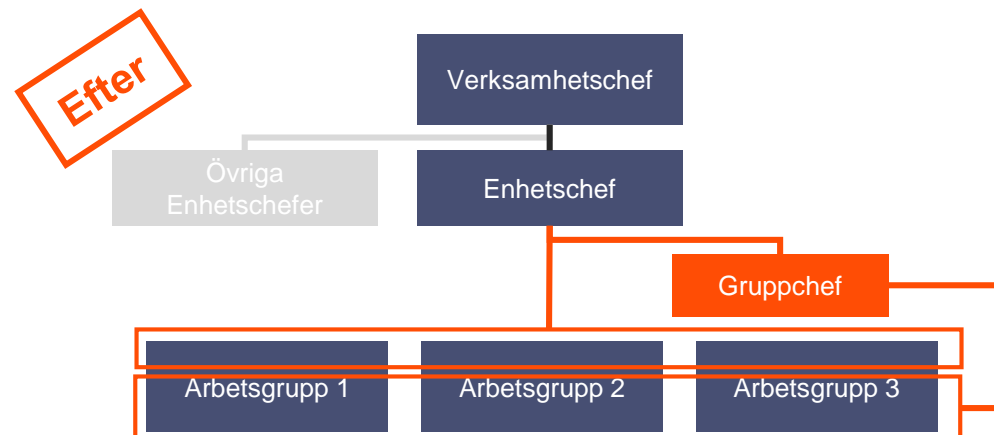 Efter
Verksamhetschef
Övriga
Enhetschefer
Enhetschef
Gruppchef
Arbetsgrupp 1
Arbetsgrupp 2
Arbetsgrupp 3